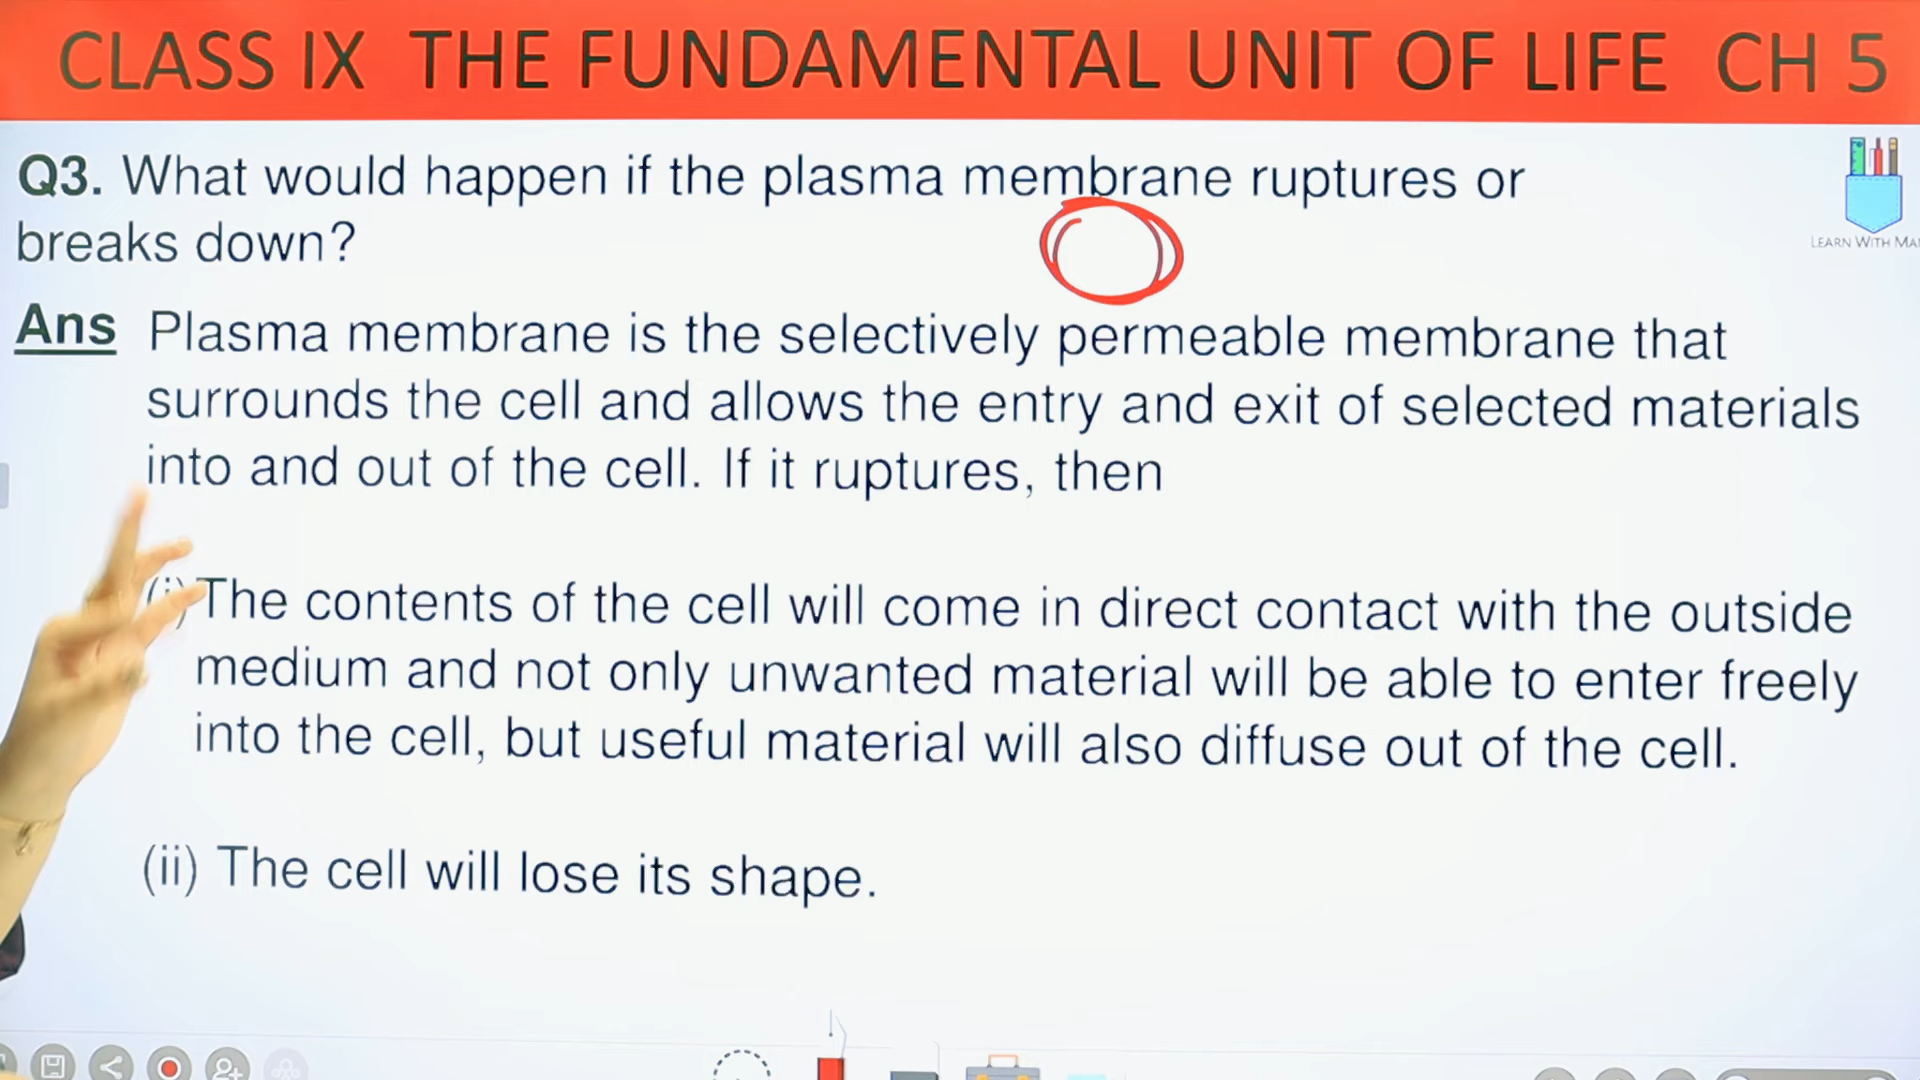 CLASS IX THE FUNDAMENTAL UNIT OF LIFE CH 5
Q3. What would happen if the plasma membrane ruptures or
breaks down?
LEARN WITH
Ans Plasma membrane is the selectively permeable membrane that
surrounds the cell and allows the entry and exit of selected materials
into and out of the cell. If it ruptures, then
(i) The contents of the cell will come in direct contact with the outside
medium and not only unwanted material will be able to enter freely
into the cell, but useful material will also diffuse out of the cell.
(ii) The cell will lose its shape.